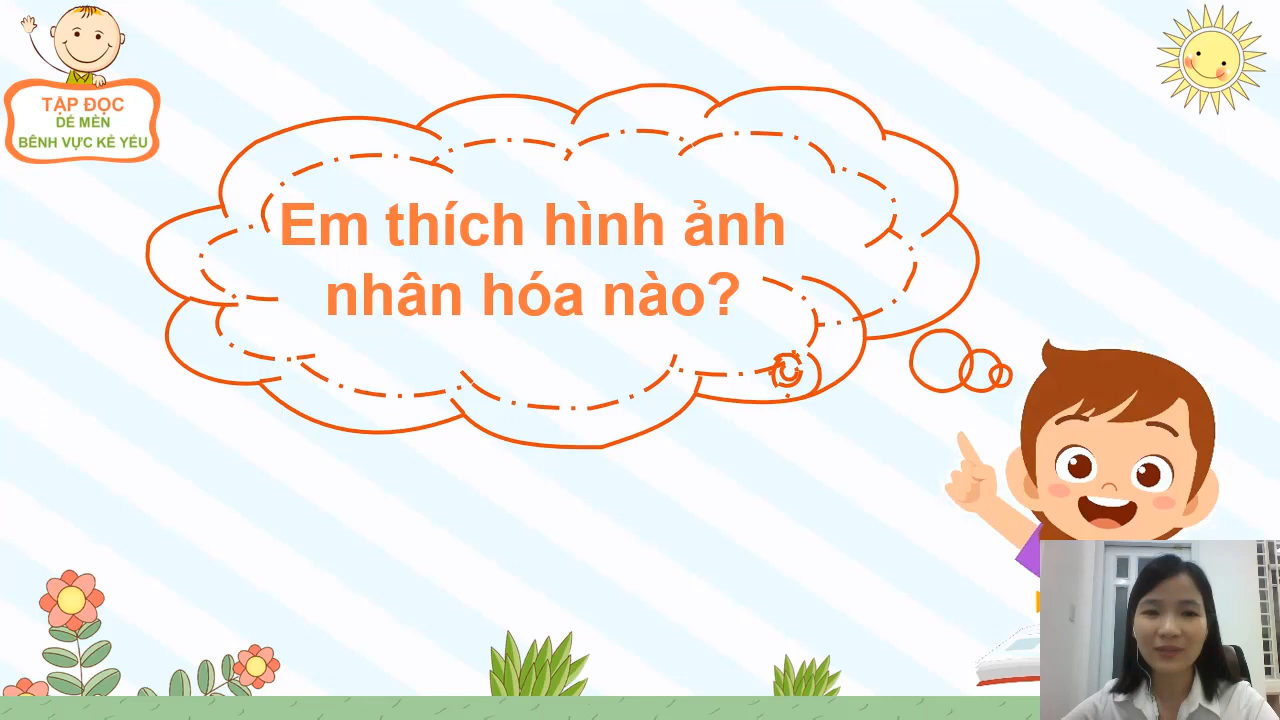 TẬP ĐỌC
DẾ MÈN
BÊNH VỰC KẺ YẾU
Em thích hình ảnh
nhân hóa nào?